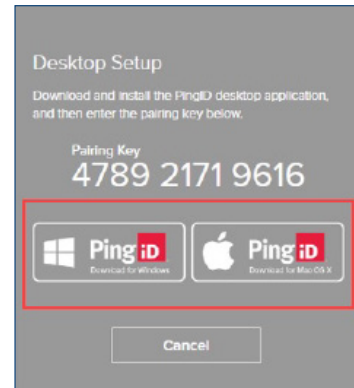 Desktop Setup
Download and install the PingID desktop application,
and then enter the pairing key below.
Pairing Key
4789 2171 9616
Ping iD Ping iD
Download for Windows Download for Mac OS X
Cancel